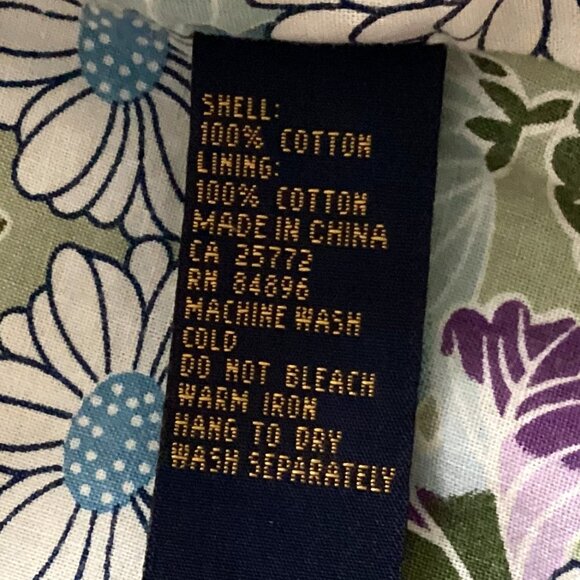 SHELL:
100% COTTON
LINING:
100% COTTON
MADE IN CHINA
CA 35773
RN 84896
MACHINE WASH
COLD
DO NOT BLEACH
WARM IRON
HANG TO DRY
WASH SEPARATELY